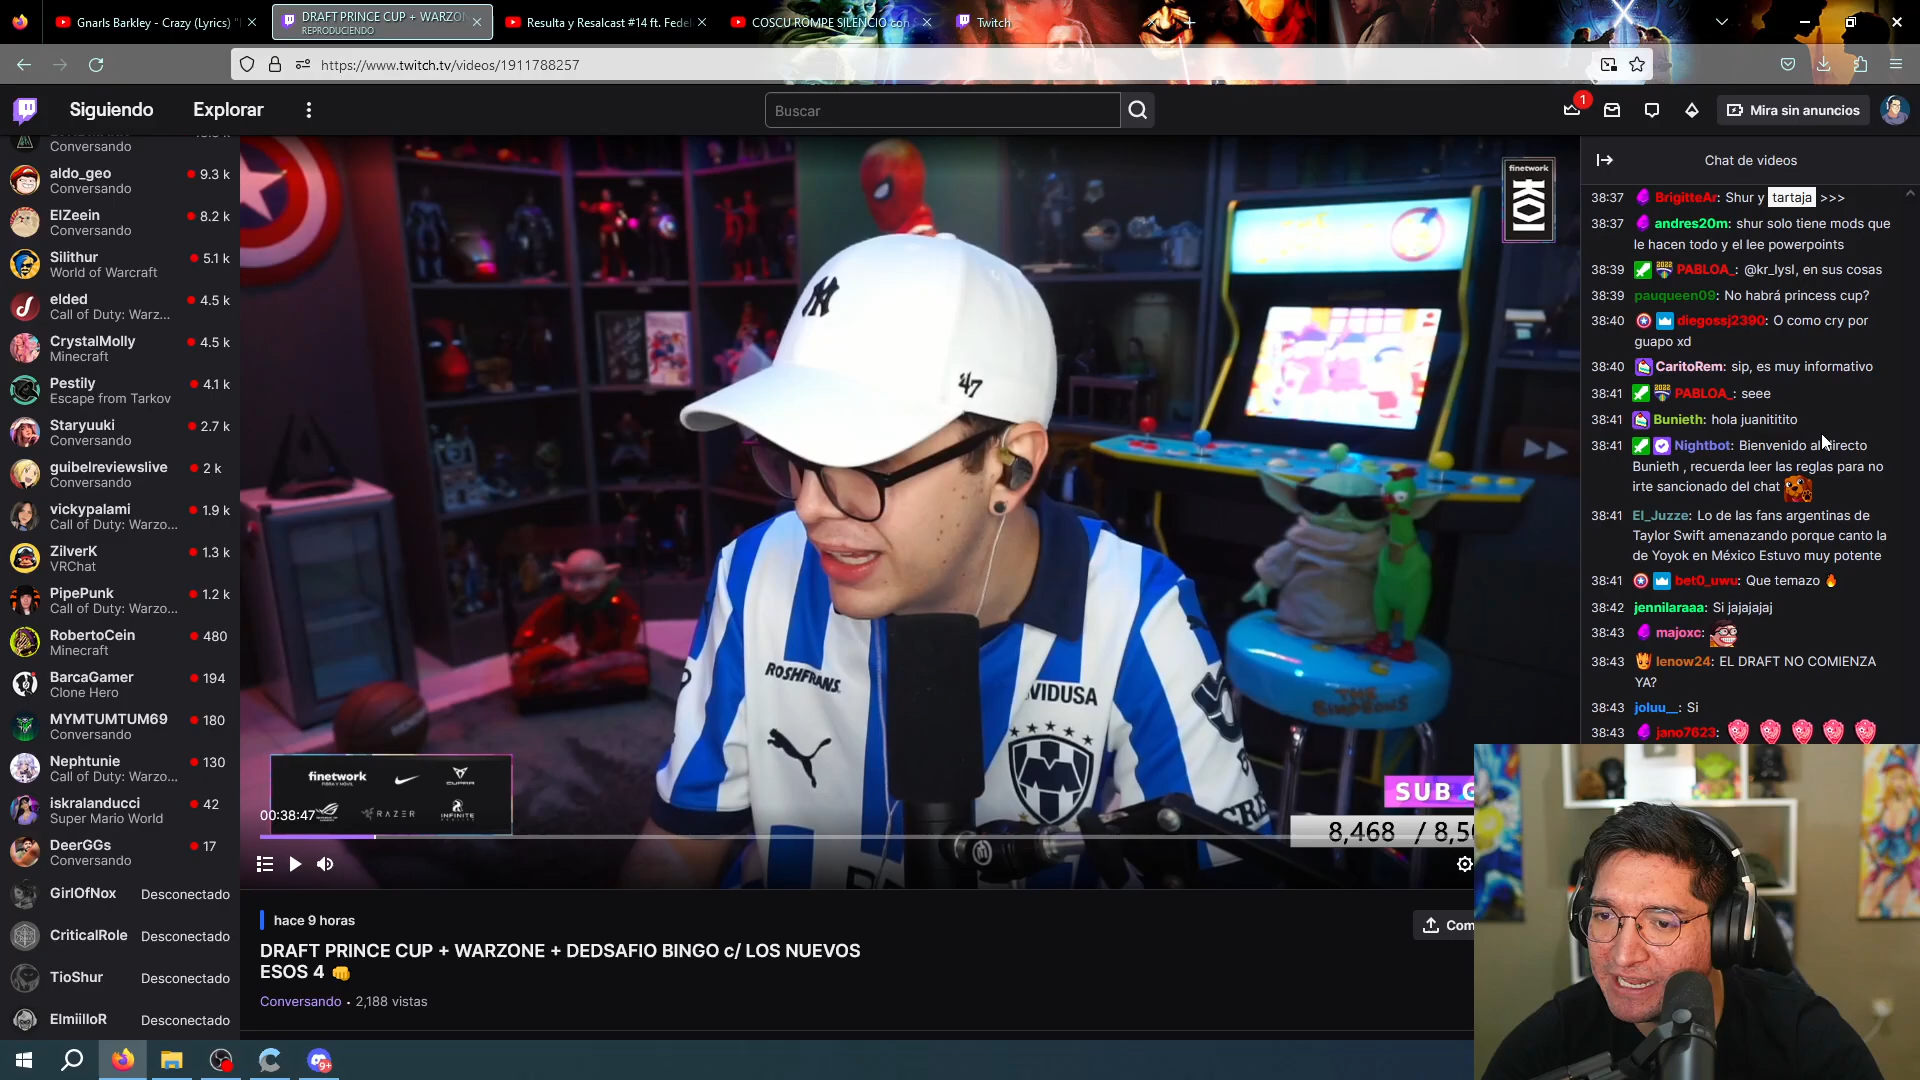 Gnarls Barkley - Crazy (Lyrics) "I
DRAFT PRINCE CUP + WARZON
REPRODUCIENDO
Resulta y Resalcast #14 ft. Fede
COSCU ROMPE SILENCIO con
Twitch
https://www.twitch.tv/videos/1911788257
Siguiendo
Explorar
Buscar
1
Mira sin anuncios
Conversando
aldo_geo
9.3 k
Conversando
ElZeein
8.2 k
Conversando
Silithur
5.1 k
World of Warcraft
elded
4.5 k
Call of Duty: Warz...
CrystalMolly
4.5 k
Minecraft
Pestily
4.1 k
Escape from Tarkov
Staryuuki
2.7 k
Conversando
guibelreviewslive
2 k
Conversando
vickypalami
1.9 k
Call of Duty: Warzo...
ZilverK
1.3 k
VRChat
PipePunk
1.2 k
Call of Duty: Warzo...
RobertoCein
480
Minecraft
BarcaGamer
194
Clone Hero
MYMTUMTUM69
180
Conversando
Nephtunie
130
Call of Duty: Warzo...
iskralanducci
42
Super Mario World
DeerGGs
17
Conversando
GirlOfNox
Desconectado
CriticalRole
Desconectado
TioShur
Desconectado
ElmiilloR
Desconectado
finetwork
KOI
47
ROSHFRANS.
VIDUSA
THE
SIMPSONS
finetwork
CUPRA
RAZER
INFINITE
00:38:47
SUB G
8,468 / 8,50
hace 9 horas
DRAFT PRINCE CUP + WARZONE + DEDSAFIO BINGO c/ LOS NUEVOS
ESOS 4 👊
Conversando • 2,188 vistas
Com
Chat de videos
38:37 BrigitteAr: Shur y tartaja >>>
38:37 andres20m: shur solo tiene mods que
le hacen todo y el lee powerpoints
38:39 PABLOA_: @kr_lysl, en sus cosas
38:39 pauqueen09: No habrá princess cup?
38:40 diegossj2390: O como cry por
guapo xd
38:40 CaritoRem: sip, es muy informativo
38:41 PABLOA_: seee
38:41 Bunieth: hola juanititito
38:41 Nightbot: Bienvenido al directo
Bunieth , recuerda leer las reglas para no
irte sancionado del chat
38:41 El_Juzze: Lo de las fans argentinas de
Taylor Swift amenazando porque canto la
de Yoyok en México Estuvo muy potente
38:41 bet0_uwu: Que temazo 🔥
38:42 jennilaraaa: Si jajajajaj
38:43 majoxc:
38:43 lenow24: EL DRAFT NO COMIENZA
YA?
38:43 joluu__: Si
38:43 jano7623:
9+